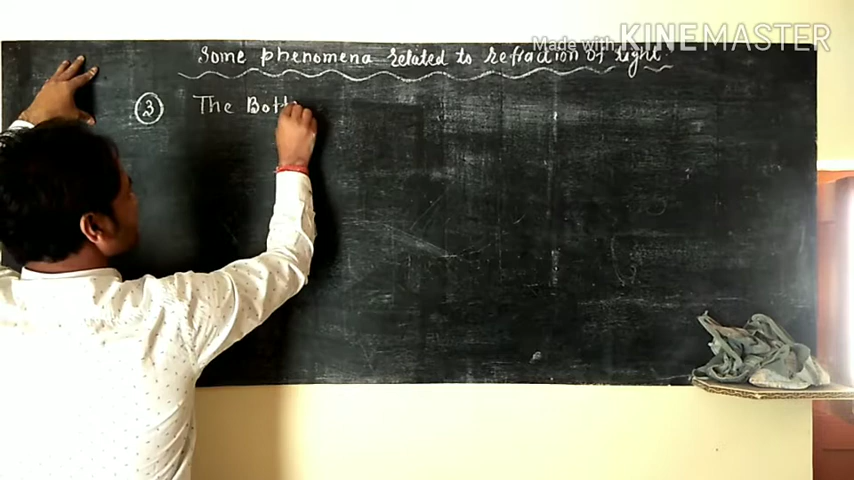 Some phenomena related to refraction of light
Made with KINEMASTER
③ The Bott